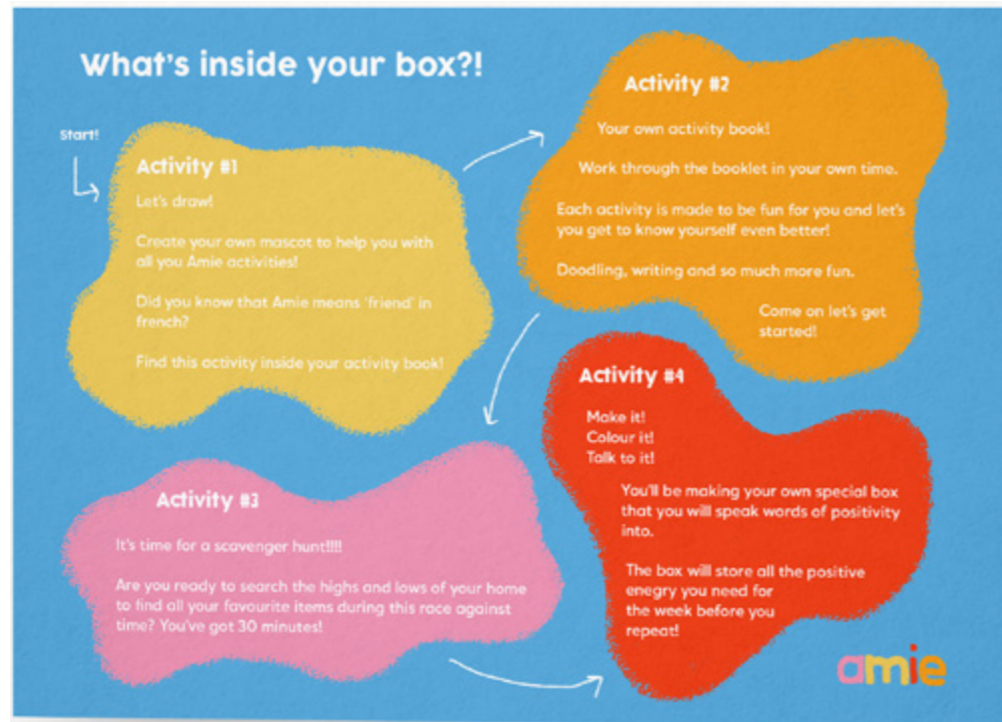 What's inside your box?!
Start!
Activity #1
Let's draw!
Create your own mascot to help you with
all you Amie activities!
Did you know that Amie means 'friend' in
french?
Find this activity inside your activity book!
Activity #2
Your own activity book!
Work through the booklet in your own time.
Each activity is made to be fun for you and let's
you get to know yourself even better!
Doodling, writing and so much more fun.
Come on let's get
started!
Activity #3
It's time for a scavenger hunt!!!!
Are you ready to search the highs and lows of your home
to find all your favourite items during this race against
time? You've got 30 minutes!
Activity #4
Make it!
Colour it!
Talk to it!
You'll be making your own special box
that you will speak words of positivity
into.
The box will store all the positive
enegry you need for
the week before you
repeat!
amie